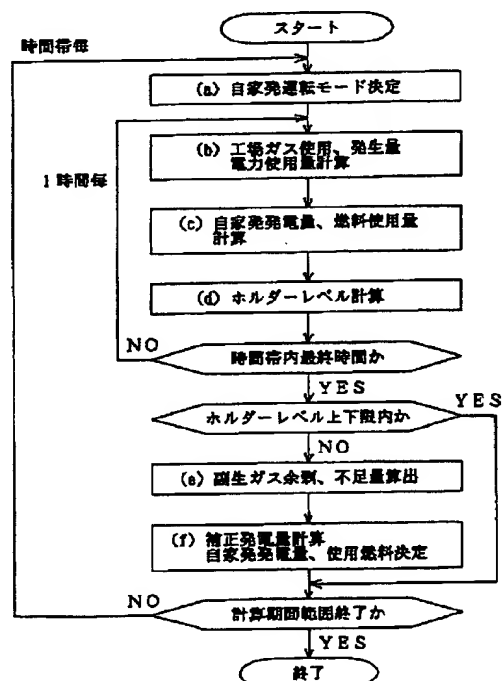 スタート
時間帯毎
(a) 自家発運転モード決定
(b) 工場ガス使用、発生量
電力使用量計算
1時間毎
(c) 自家発発電量、燃料使用量
計算
(d) ホルダーレベル計算
NO
時間帯内最終時間か
YES
YES
ホルダーレベル上下限内か
NO
(e) 副生ガス余剰、不足量算出
(f) 補正発電量計算
自家発発電量、使用燃料決定
NO
計算期面範囲終了か
YES
終了